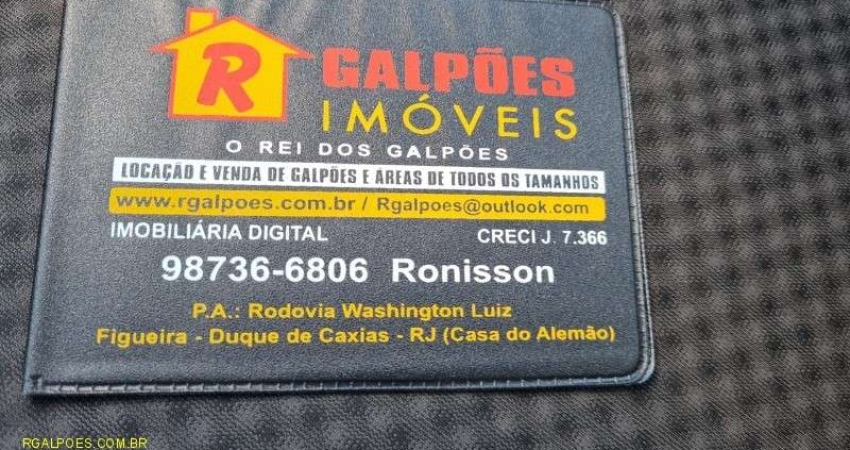 R GALPÕES
IMÓVEIS
O REI DOS GALPÕES
LOCAÇÃO E VENDA DE GALPÕES E ÁREAS DE TODOS OS TAMANHOS
www.rgalpoes.com.br / Rgalpoes@outlook.com
IMOBILIÁRIA DIGITAL CRECI J. 7.366
98736-6806 Ronisson
P.A.: Rodovia Washington Luiz
Figueira - Duque de Caxias - RJ (Casa do Alemão)
RGALPOES.COM.BR